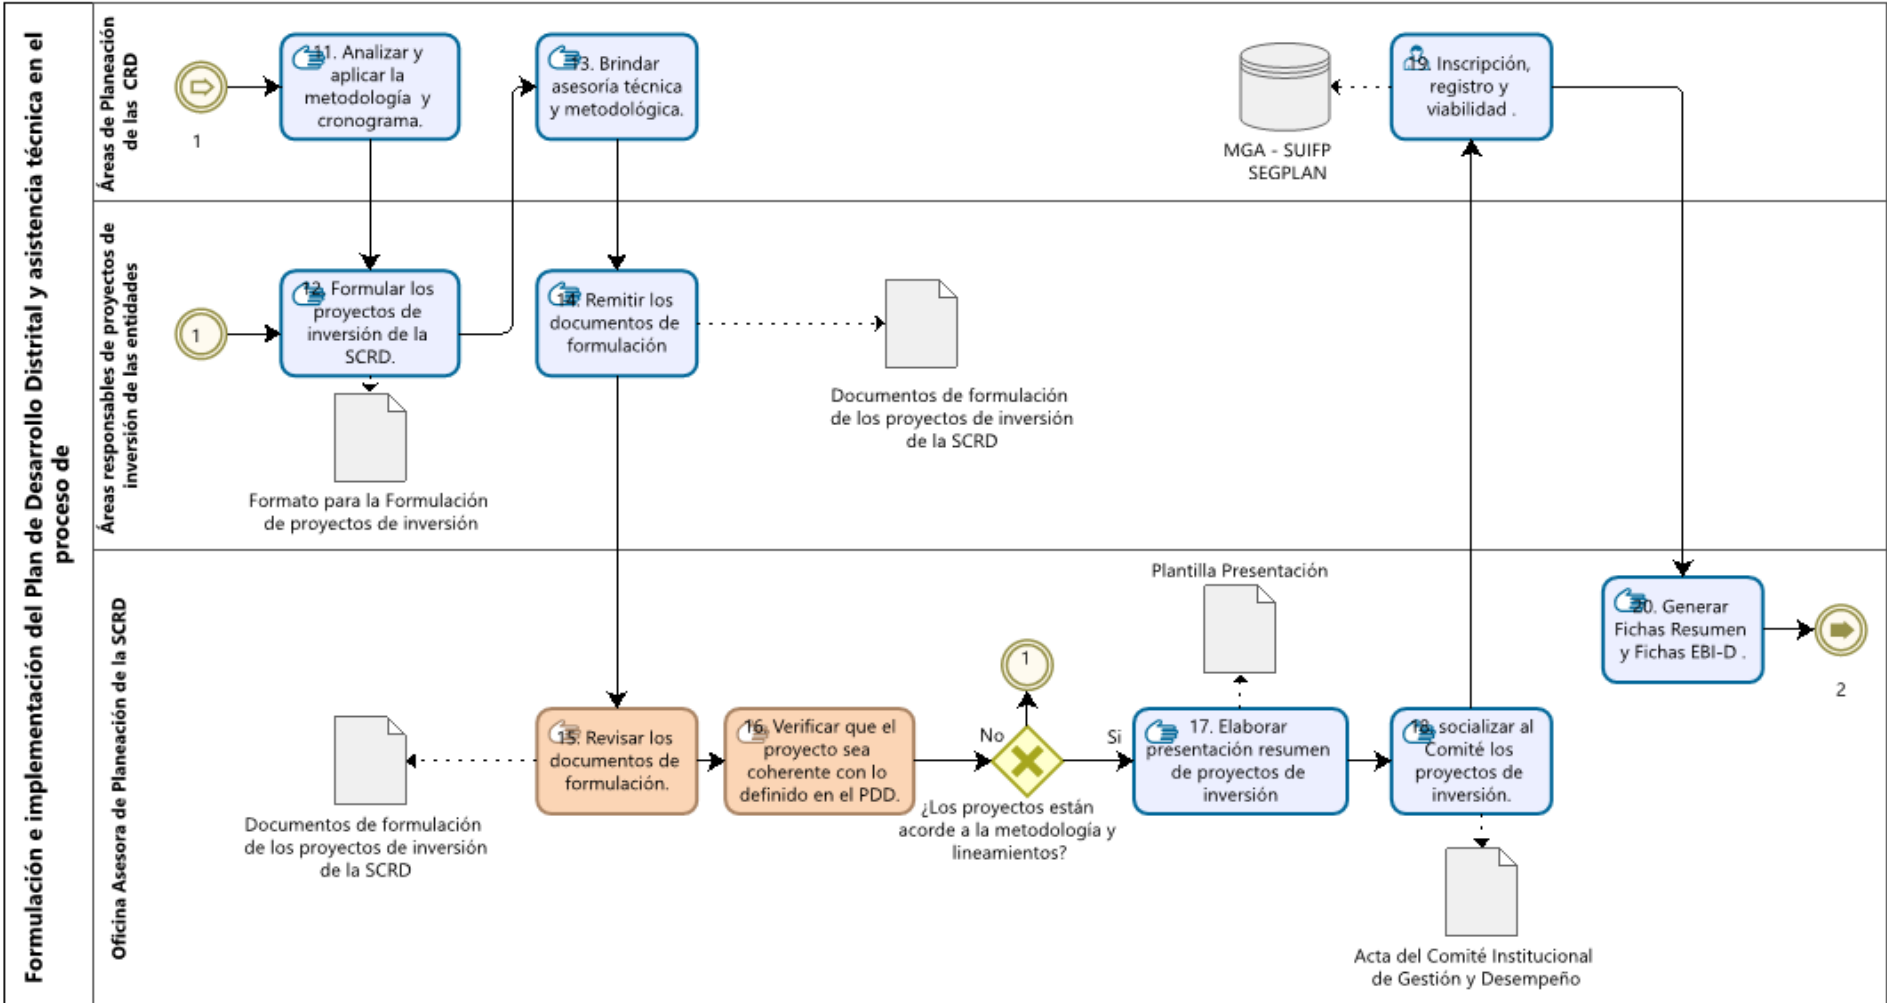 Formulación e implementación del Plan de Desarrollo Distrital y asistencia técnica en el
proceso de
Áreas de Planeación
de las CRD
1
11. Analizar y
aplicar la
metodología y
cronograma.
13. Brindar
asesoría técnica
y metodológica.
MGA - SUIFP
SEGPLAN
19. Inscripción,
registro y
viabilidad .
Áreas responsables de proyectos de
inversión de las entidades
1
12. Formular los
proyectos de
inversión de la
SCRD.
Formato para la Formulación
de proyectos de inversión
14. Remitir los
documentos de
formulación
Documentos de formulación
de los proyectos de inversión
de la SCRD
Oficina Asesora de Planeación de la SCRD
Documentos de formulación
de los proyectos de inversión
de la SCRD
15. Revisar los
documentos de
formulación.
16. Verificar que el
proyecto sea
coherente con lo
definido en el PDD.
1
No
Si
¿Los proyectos están
acorde a la metodología y
lineamientos?
Plantilla Presentación
17. Elaborar
presentación resumen
de proyectos de
inversión
18. socializar al
Comité los
proyectos de
inversión.
Acta del Comité Institucional
de Gestión y Desempeño
20. Generar
Fichas Resumen
y Fichas EBI-D .
2